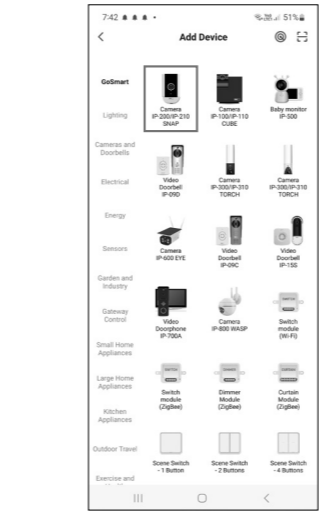 7:42
51%
Add Device
GoSmart
Lighting
Cameras and
Doorbells
Electrical
Energy
Sensors
Garden and
Industry
Gateway
Control
Small Home
Appliances
Large Home
Appliances
Kitchen
Appliances
Outdoor Travel
Exercise and
Camera
IP-200/IP-210
SNAP
Camera
IP-100/IP-110
CUBE
Baby monitor
IP-500
Video
Doorbell
IP-09D
Camera
IP-300/IP-310
TORCH
Camera
IP-300/IP-310
TORCH
Camera
IP-600 EYE
Video
Doorbell
IP-09C
Video
Doorbell
IP-15S
Video
Doorphone
IP-700A
Camera
IP-800 WASP
Switch
module
(Wi-Fi)
Switch
module
(ZigBee)
Dimmer
Module
(ZigBee)
Curtain
Module
(ZigBee)
Scene Switch
- 1 Button
Scene Switch
- 2 Buttons
Scene Switch
- 4 Buttons